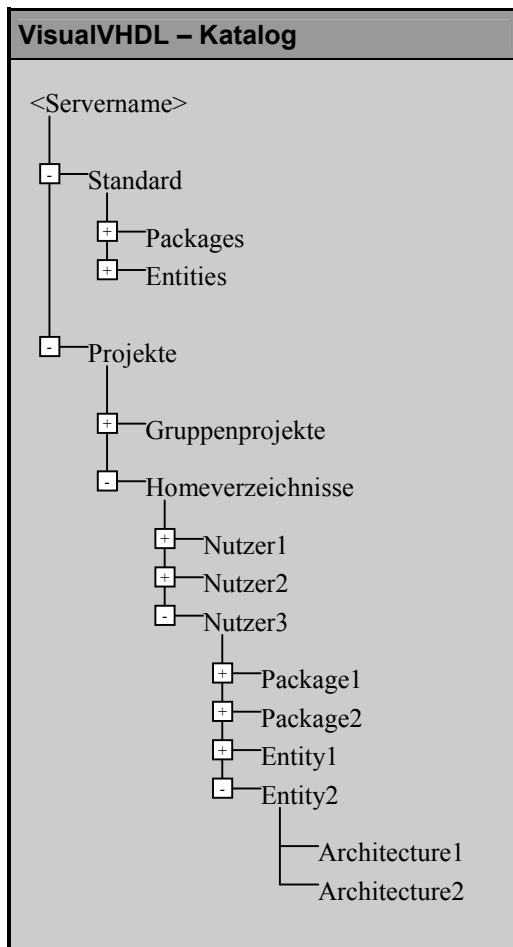 VisualVHDL – Katalog
<Servername>
- Standard
+ Packages
+ Entities
- Projekte
+ Gruppenprojekte
- Homeverzeichnisse
+ Nutzer1
+ Nutzer2
- Nutzer3
+ Package1
+ Package2
+ Entity1
- Entity2
Architecture1
Architecture2